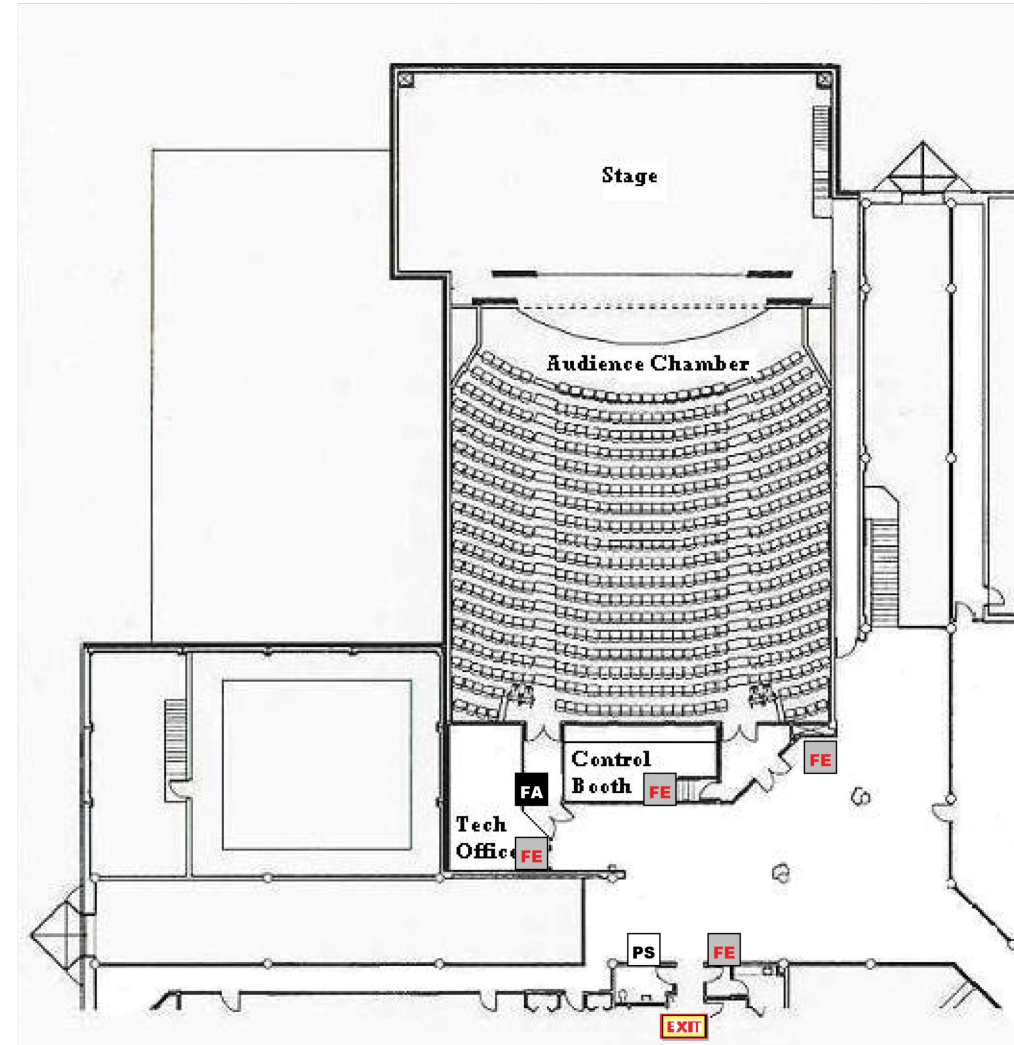 Stage
Audience Chamber
Control
Booth
FE
FA
FE
Tech
Office
FE
PS
FE
EXIT